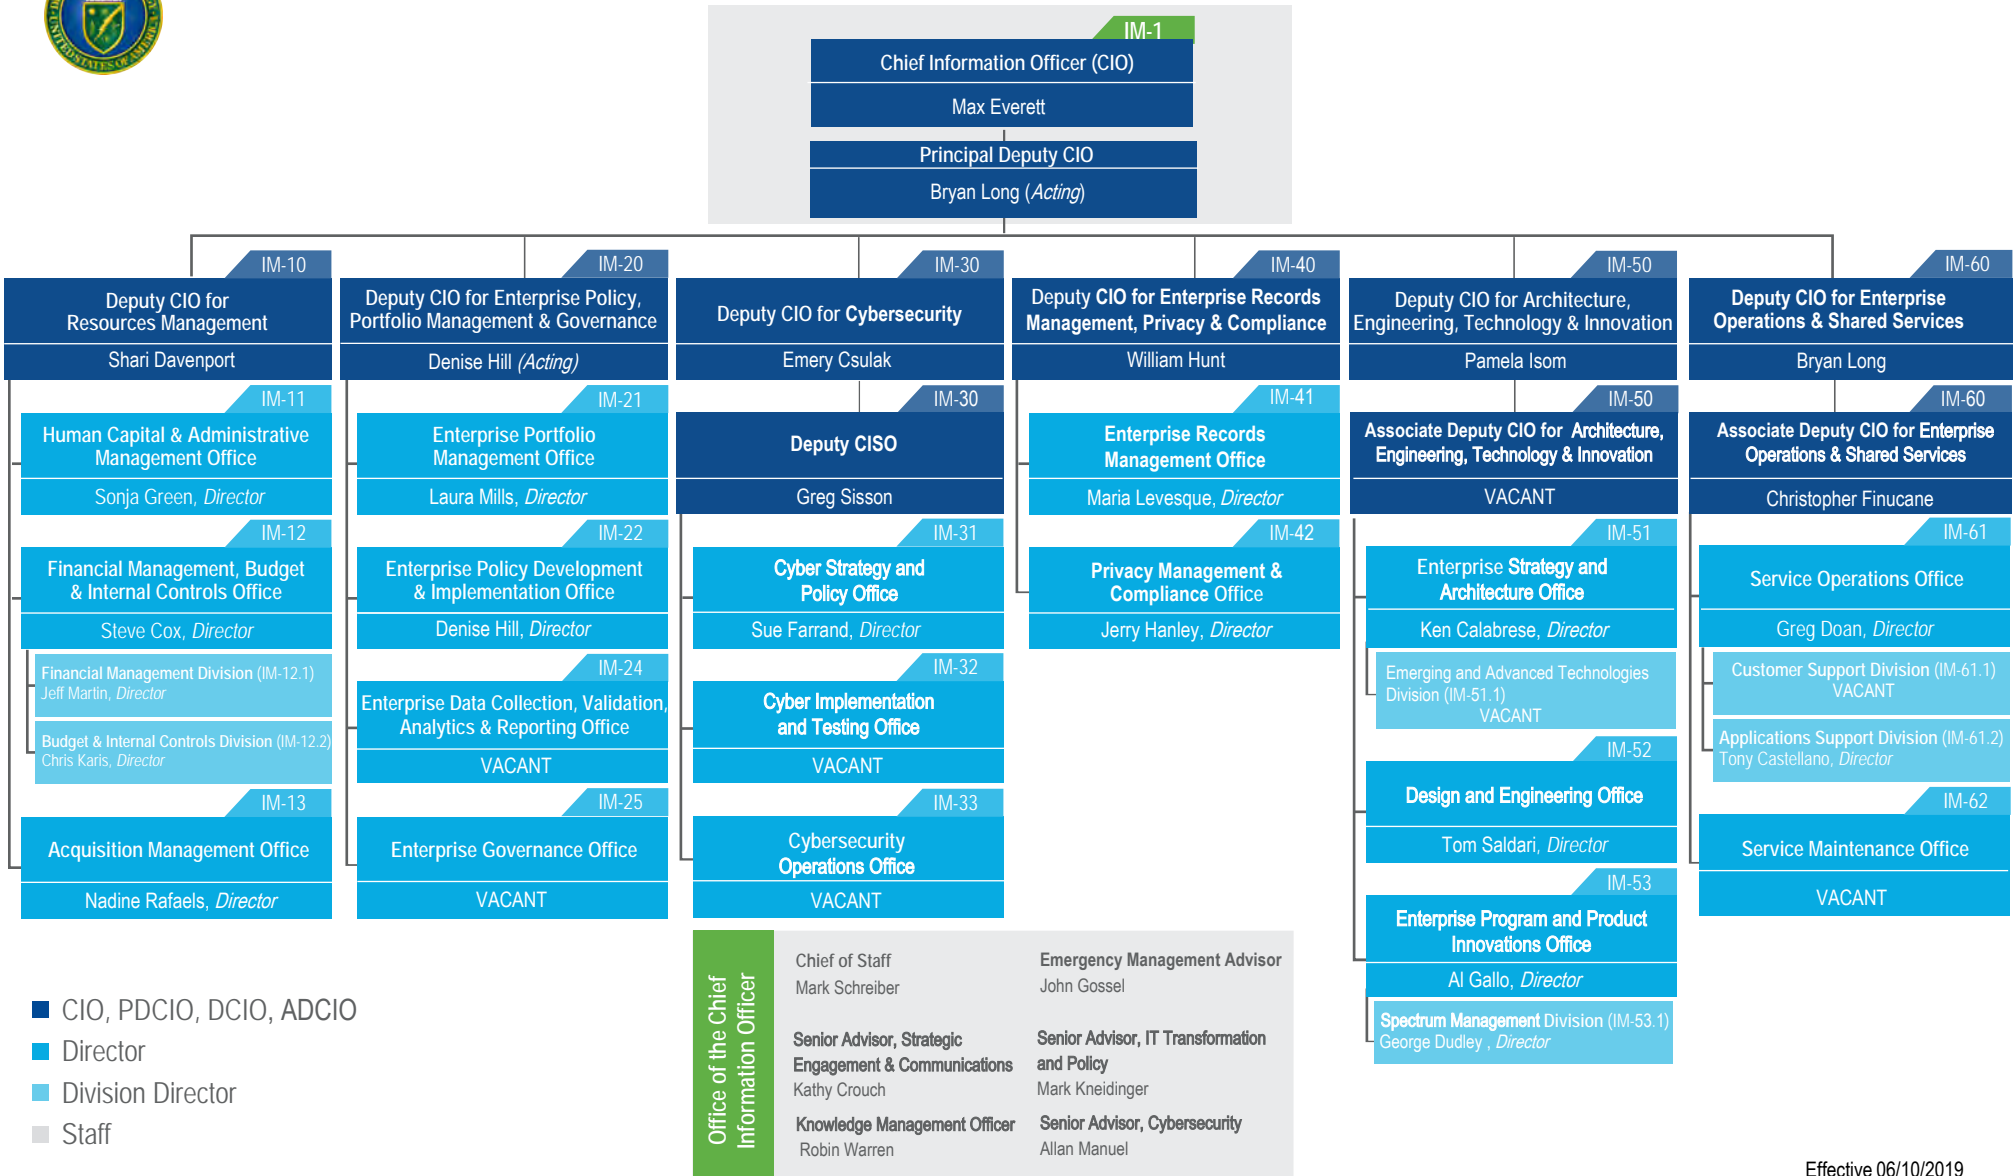 UNITED STATES OF AMERICA
IM-1
Chief Information Officer (CIO)
Max Everett
Principal Deputy CIO
Bryan Long (Acting)
IM-10
Deputy CIO for
Resources Management
Shari Davenport
IM-11
Human Capital & Administrative
Management Office
Sonja Green, Director
IM-12
Financial Management, Budget
& Internal Controls Office
Steve Cox, Director
Financial Management Division (IM-12.1)
Jeff Martin, Director
Budget & Internal Controls Division (IM-12.2)
Chris Karis, Director
IM-13
Acquisition Management Office
Nadine Rafaels, Director
IM-20
Deputy CIO for Enterprise Policy,
Portfolio Management & Governance
Denise Hill (Acting)
IM-21
Enterprise Portfolio
Management Office
Laura Mills, Director
IM-22
Enterprise Policy Development
& Implementation Office
Denise Hill, Director
IM-24
Enterprise Data Collection, Validation,
Analytics & Reporting Office
VACANT
IM-25
Enterprise Governance Office
VACANT
IM-30
Deputy CIO for Cybersecurity
Emery Csulak
IM-30
Deputy CISO
Greg Sisson
IM-31
Cyber Strategy and
Policy Office
Sue Farrand, Director
IM-32
Cyber Implementation
and Testing Office
VACANT
IM-33
Cybersecurity
Operations Office
VACANT
IM-40
Deputy CIO for Enterprise Records
Management, Privacy & Compliance
William Hunt
IM-41
Enterprise Records
Management Office
Maria Levesque, Director
IM-42
Privacy Management &
Compliance Office
Jerry Hanley, Director
IM-50
Deputy CIO for Architecture,
Engineering, Technology & Innovation
Pamela Isom
IM-50
Associate Deputy CIO for Architecture,
Engineering, Technology & Innovation
VACANT
IM-51
Enterprise Strategy and
Architecture Office
Ken Calabrese, Director
Emerging and Advanced Technologies
Division (IM-51.1)
VACANT
IM-52
Design and Engineering Office
Tom Saldari, Director
IM-53
Enterprise Program and Product
Innovations Office
Al Gallo, Director
Spectrum Management Division (IM-53.1)
George Dudley , Director
IM-60
Deputy CIO for Enterprise
Operations & Shared Services
Bryan Long
IM-60
Associate Deputy CIO for Enterprise
Operations & Shared Services
Christopher Finucane
IM-61
Service Operations Office
Greg Doan, Director
Customer Support Division (IM-61.1)
VACANT
Applications Support Division (IM-61.2)
Tony Castellano, Director
IM-62
Service Maintenance Office
VACANT
CIO, PDCIO, DCIO, ADCIO
Director
Division Director
Staff
Office of the Chief
Information Officer
Chief of Staff
Mark Schreiber
Emergency Management Advisor
John Gossel
Senior Advisor, Strategic
Engagement & Communications
Kathy Crouch
Senior Advisor, IT Transformation
and Policy
Mark Kneidinger
Knowledge Management Officer
Robin Warren
Senior Advisor, Cybersecurity
Allan Manuel
Effective 06/10/2019